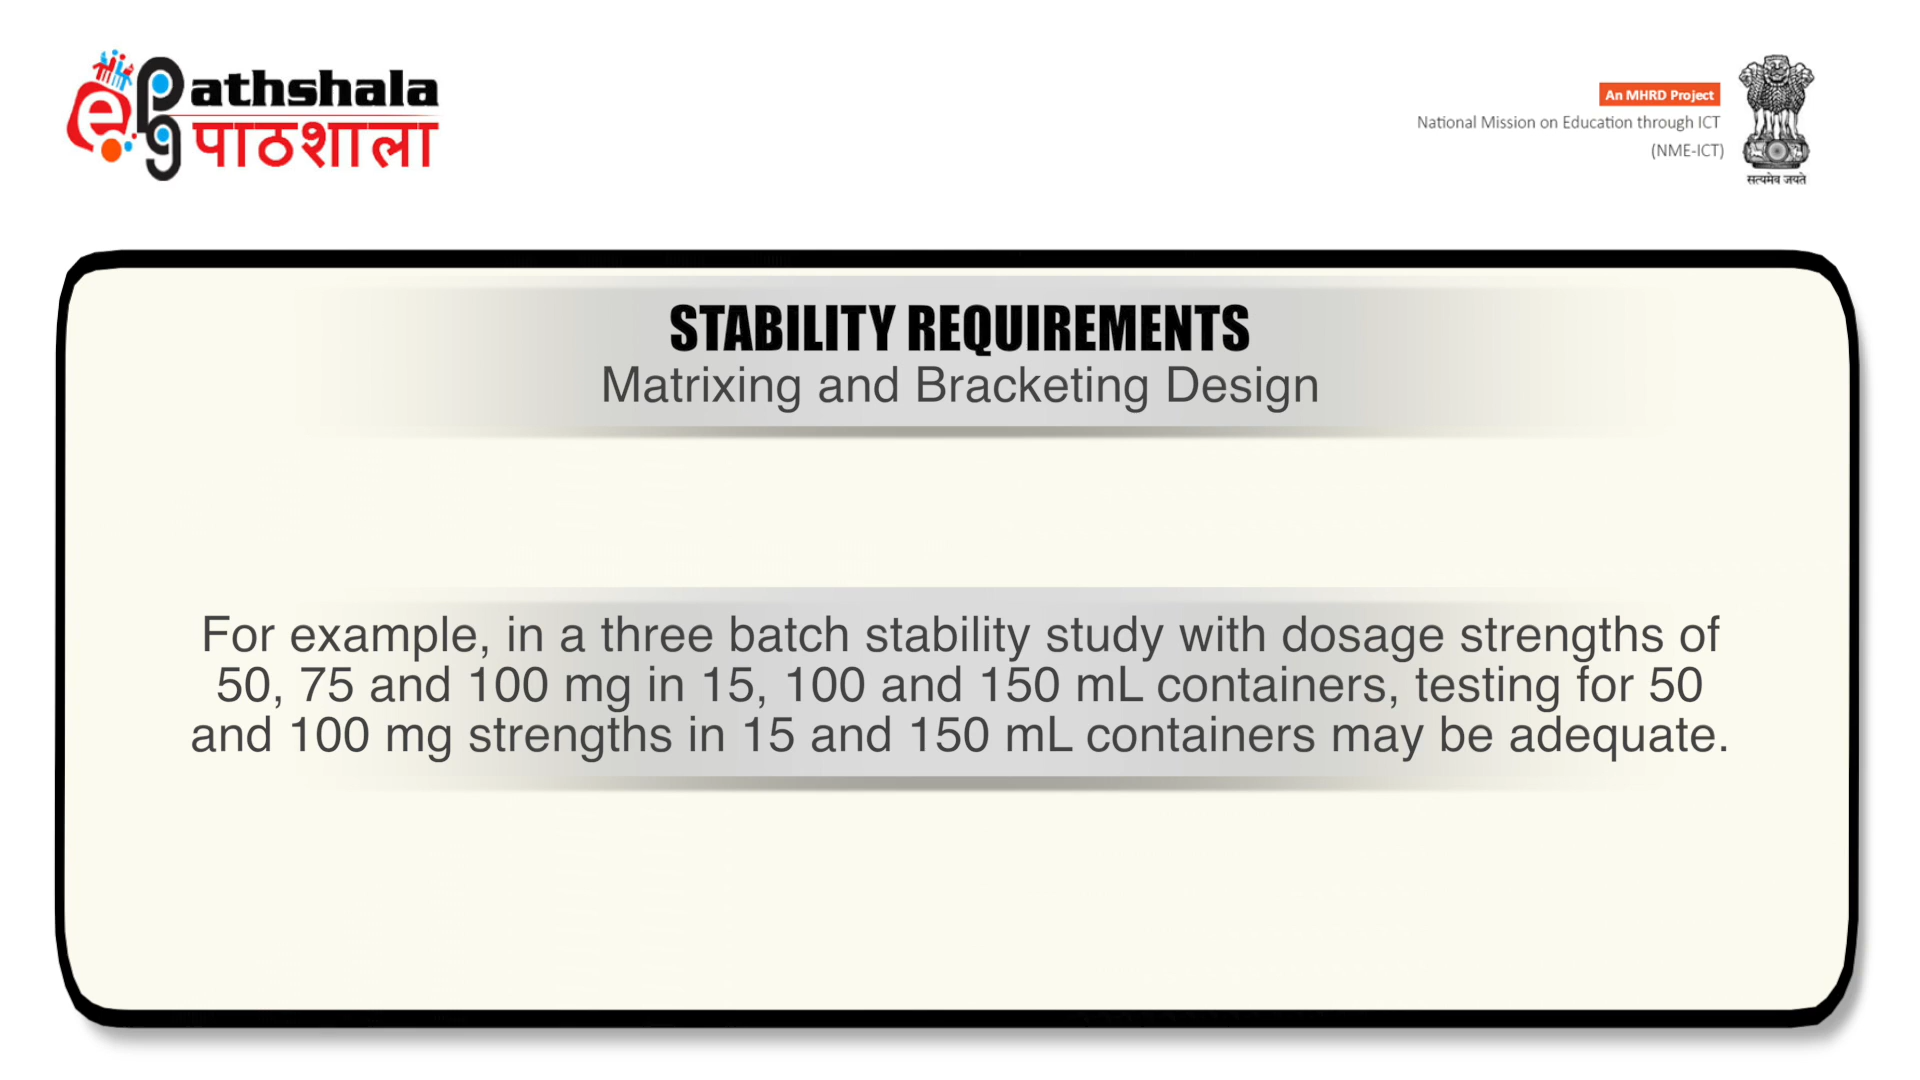 e pg Pathshala
पाठशाला
An MHRD Project
National Mission on Education through ICT
(NME-ICT)
सत्यमेव जयते
STABILITY REQUIREMENTS
Matrixing and Bracketing Design
For example, in a three batch stability study with dosage strengths of
50, 75 and 100 mg in 15, 100 and 150 mL containers, testing for 50
and 100 mg strengths in 15 and 150 mL containers may be adequate.